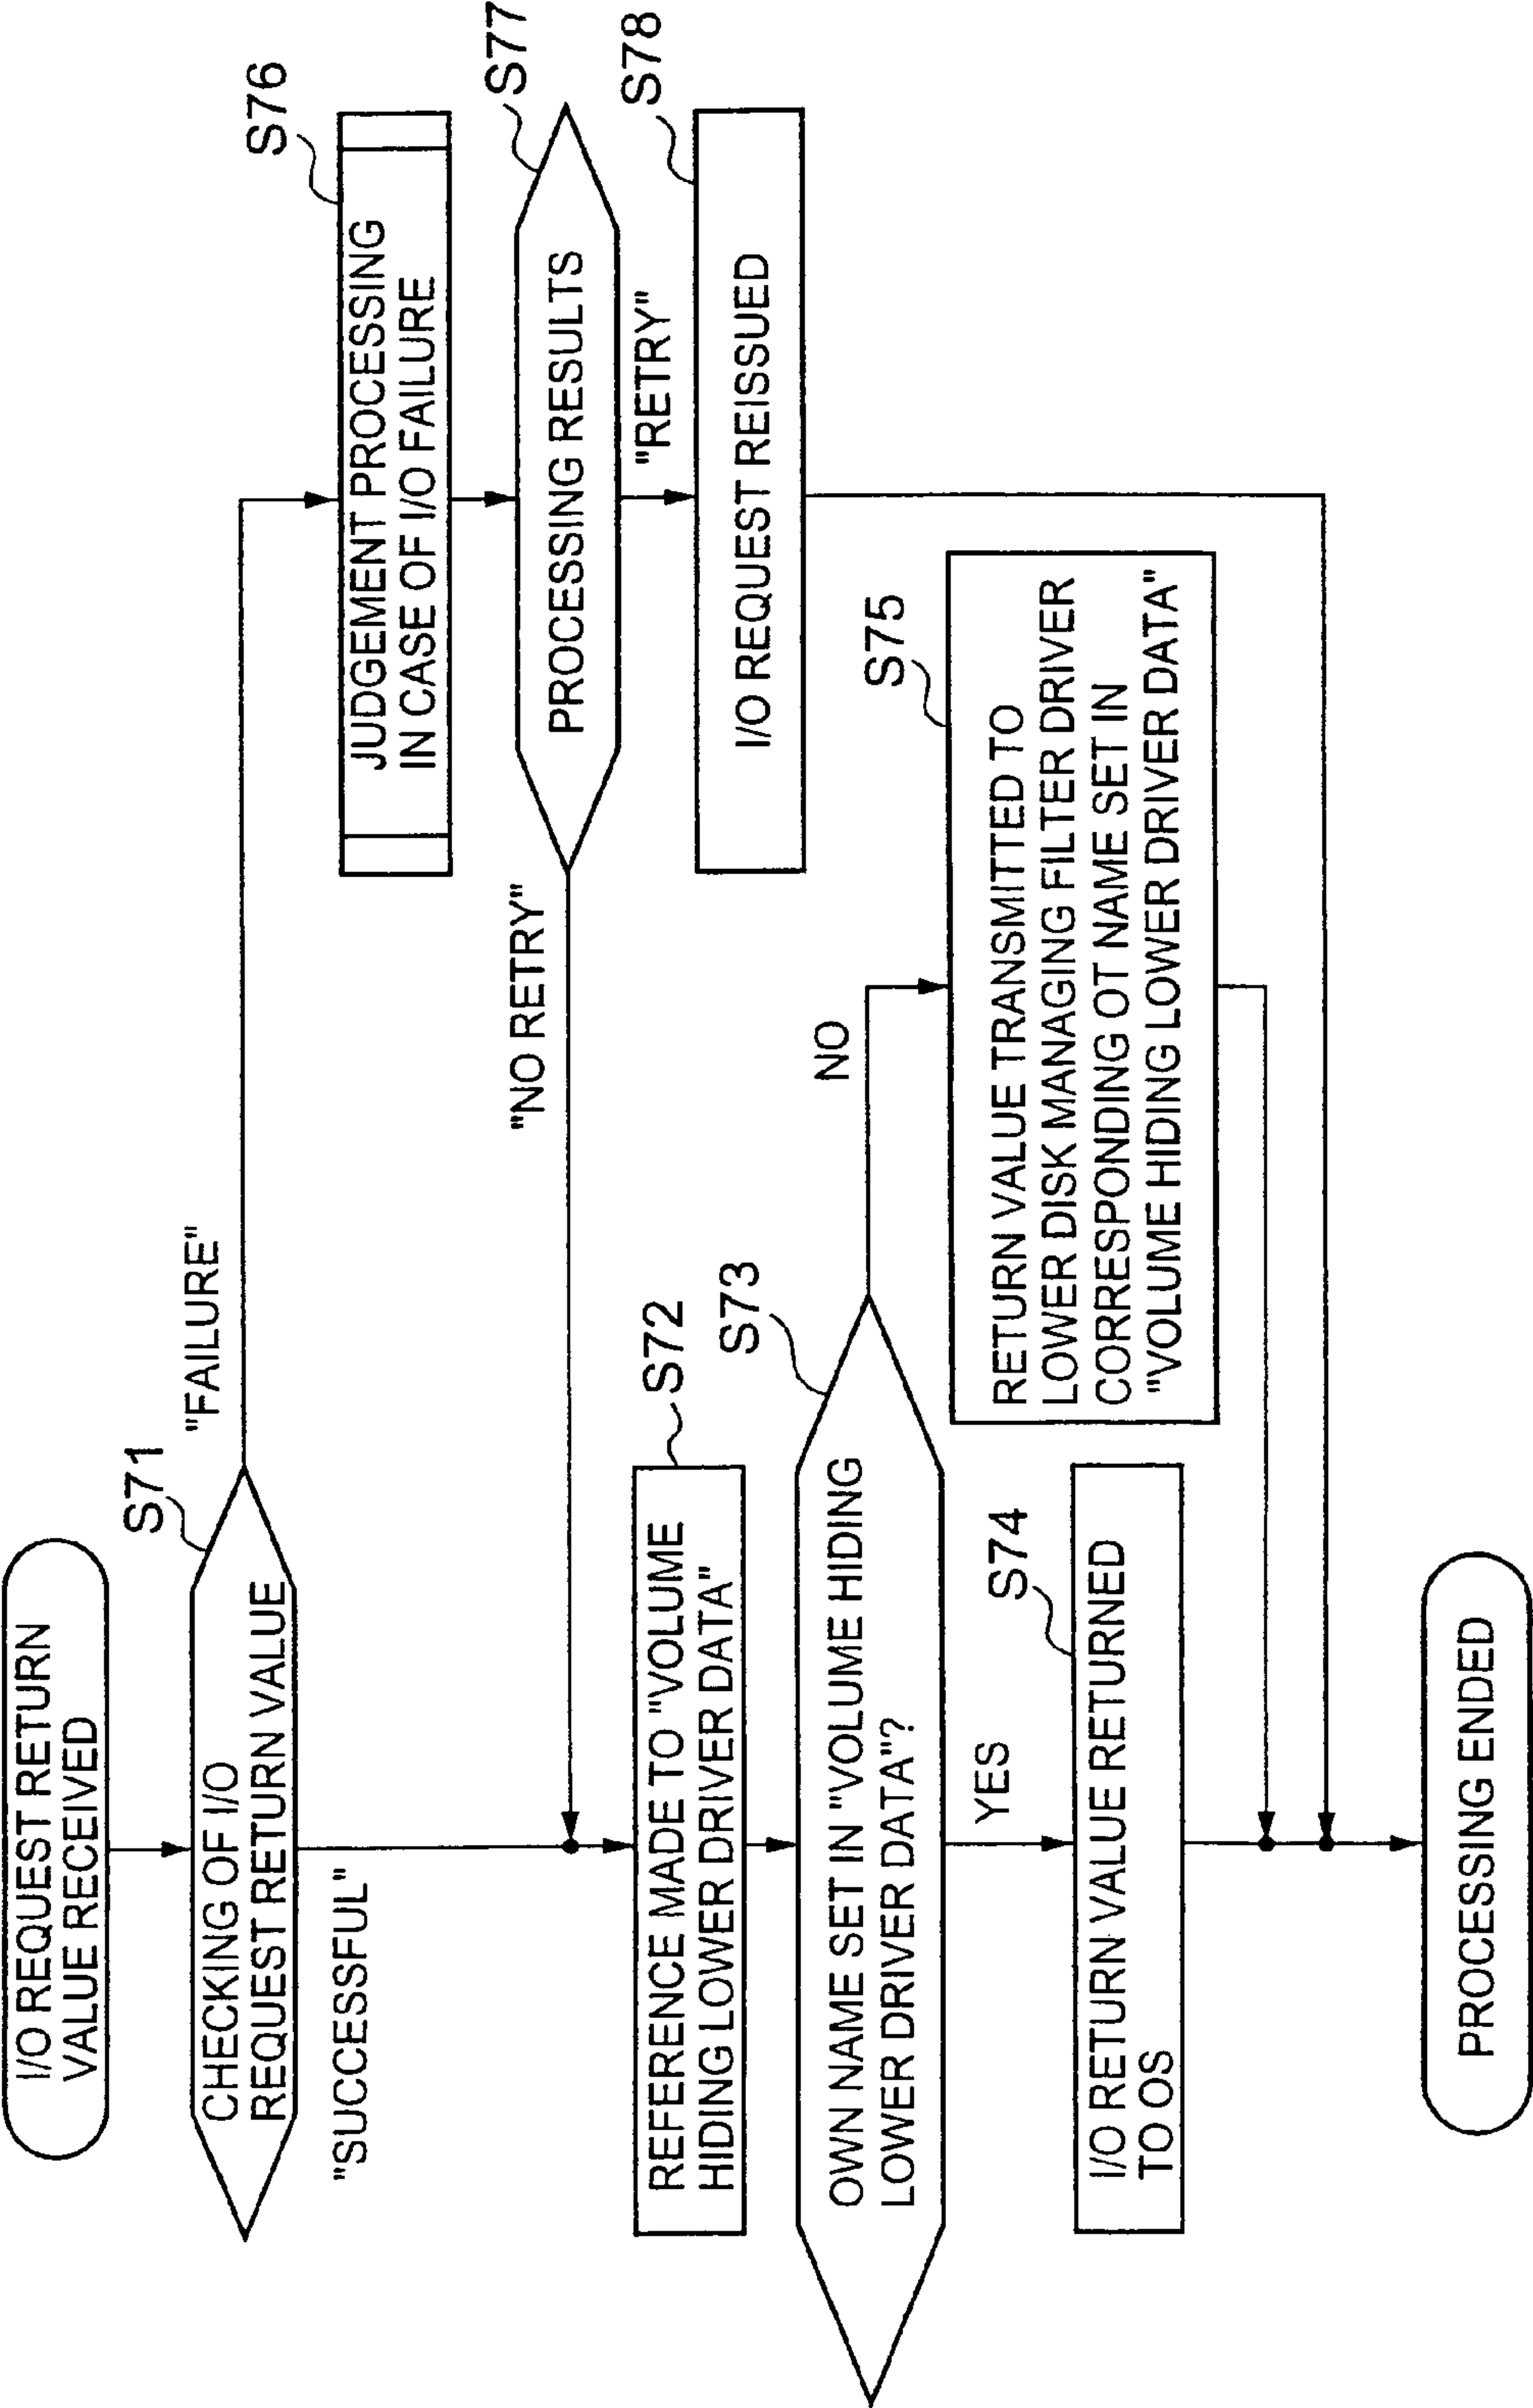 I/O REQUEST RETURN
VALUE RECEIVED
S71
CHECKING OF I/O
REQUEST RETURN VALUE
"FAILURE"
"SUCCESSFUL"
S76
JUDGEMENT PROCESSING
IN CASE OF I/O FAILURE
S77
PROCESSING RESULTS
"NO RETRY"
"RETRY"
S78
I/O REQUEST REISSUED
S72
REFERENCE MADE TO "VOLUME
HIDING LOWER DRIVER DATA"
S73
OWN NAME SET IN "VOLUME HIDING
LOWER DRIVER DATA"?
NO
YES
S75
RETURN VALUE TRANSMITTED TO
LOWER DISK MANAGING FILTER DRIVER
CORRESPONDING OT NAME SET IN
"VOLUME HIDING LOWER DRIVER DATA"
S74
I/O RETURN VALUE RETURNED
TO OS
PROCESSING ENDED